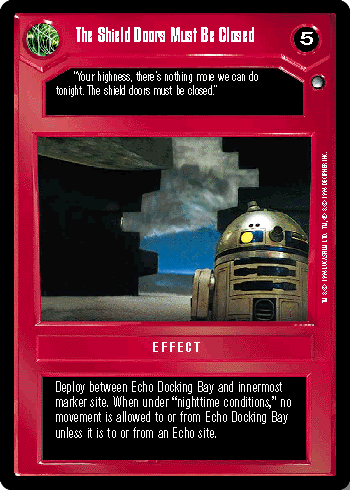 The Shield Doors Must Be Closed
5
"Your highness, there's nothing more we can do
tonight. The shield doors must be closed."
EFFECT
Deploy between Echo Docking Bay and innermost
marker site. When under "nighttime conditions," no
movement is allowed to or from Echo Docking Bay
unless it is to or from an Echo site.